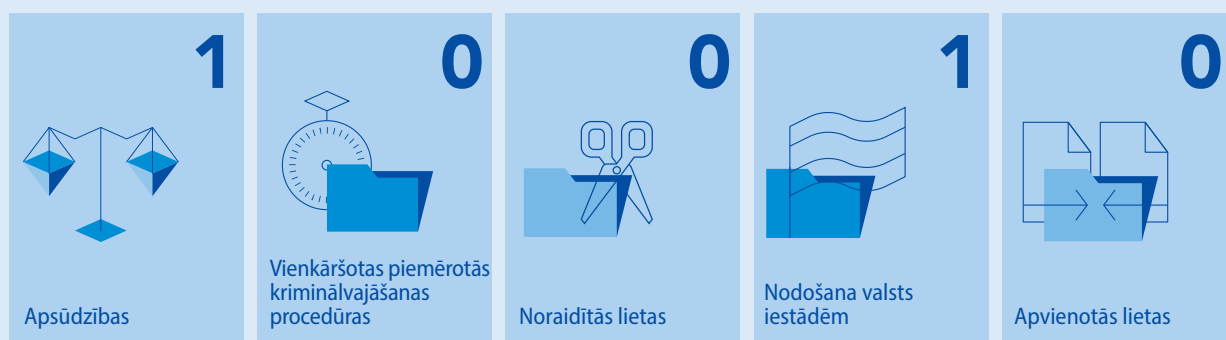 1
Apsūdzības
0
Vienkāršotas piemērotās
kriminālvajāšanas
procedūras
0
Noraidītās lietas
1
Nodošana valsts
iestādēm
0
Apvienotās lietas